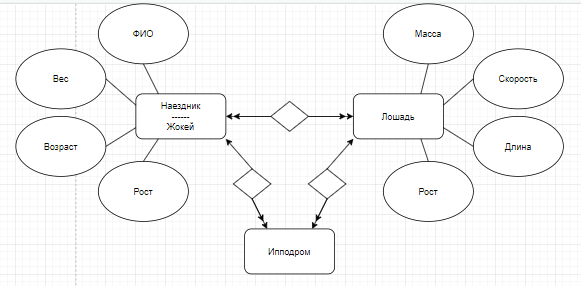 ФИО
Масса
Вес
Скорость
Наездник
------
Жокей
Лошадь
Возраст
Длина
Рост
Рост
Ипподром